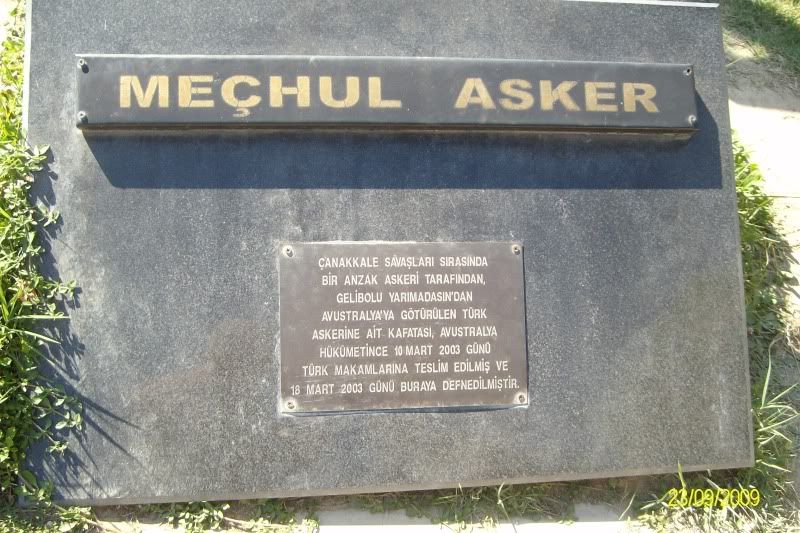 MEÇHUL ASKER
ÇANAKKALE SAVAŞLARI SIRASINDA
BİR ANZAK ASKERİ TARAFINDAN,
GELİBOLU YARIMADASIN'DAN
AVUSTRALYA'YA GÖTÜRÜLEN TÜRK
ASKERİNE AİT KAFATASI, AVUSTRALYA
HÜKÜMETİNCE 10 MART 2003 GÜNÜ
TÜRK MAKAMLARINA TESLİM EDİLMİŞ VE
18 MART 2003 GÜNÜ BURAYA DEFNEDİLMİŞTİR.
23/09/2009